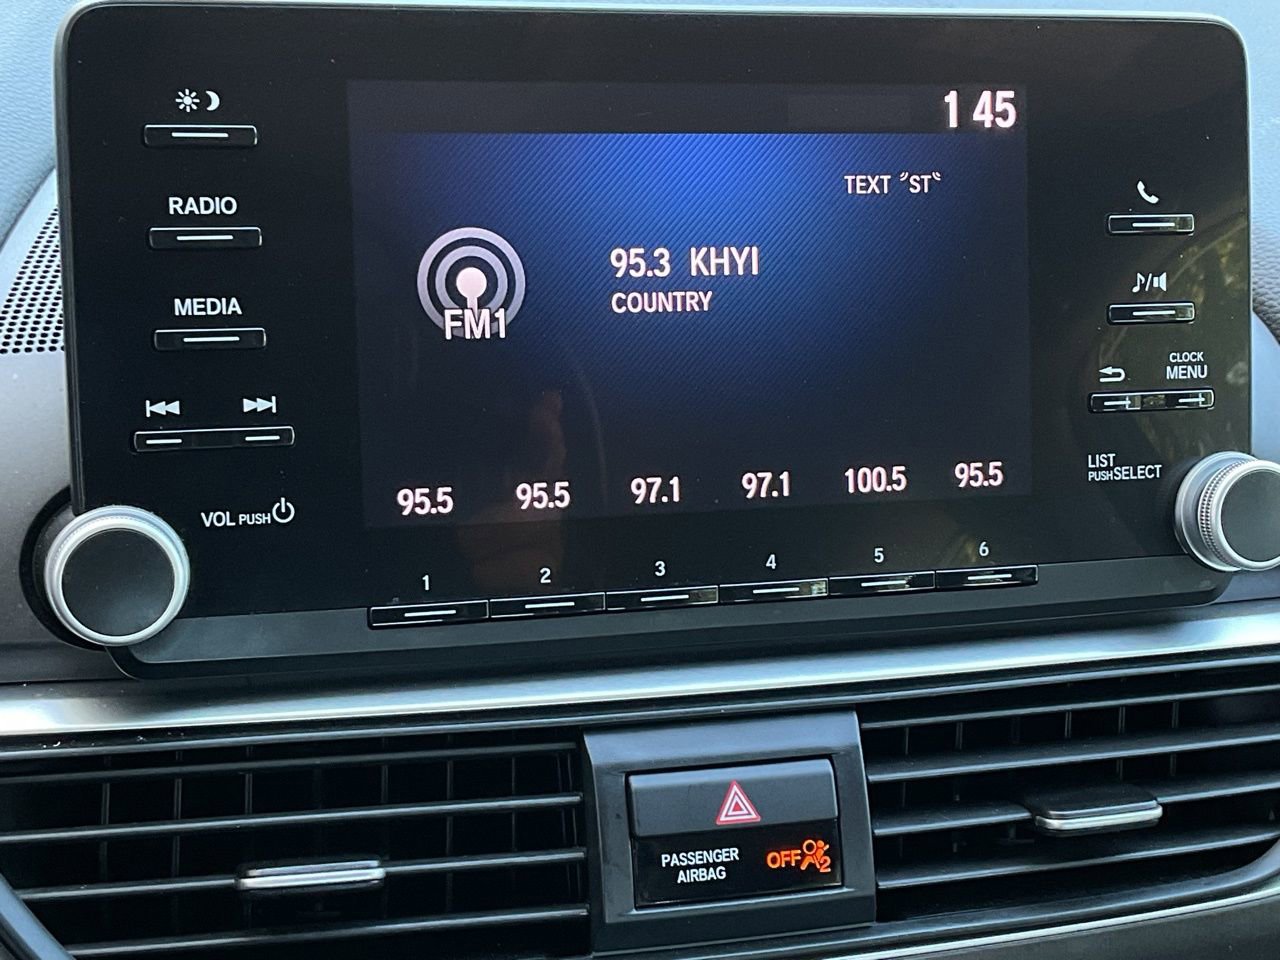 1 45
TEXT "ST"
RADIO
95.3 KHYI
COUNTRY
MEDIA
FM1
CLOCK
MENU
LIST
PUSH SELECT
95.5 95.5 97.1 97.1 100.5 95.5
VOL PUSH
1 2 3 4 5 6
PASSENGER
AIRBAG
OFF
2